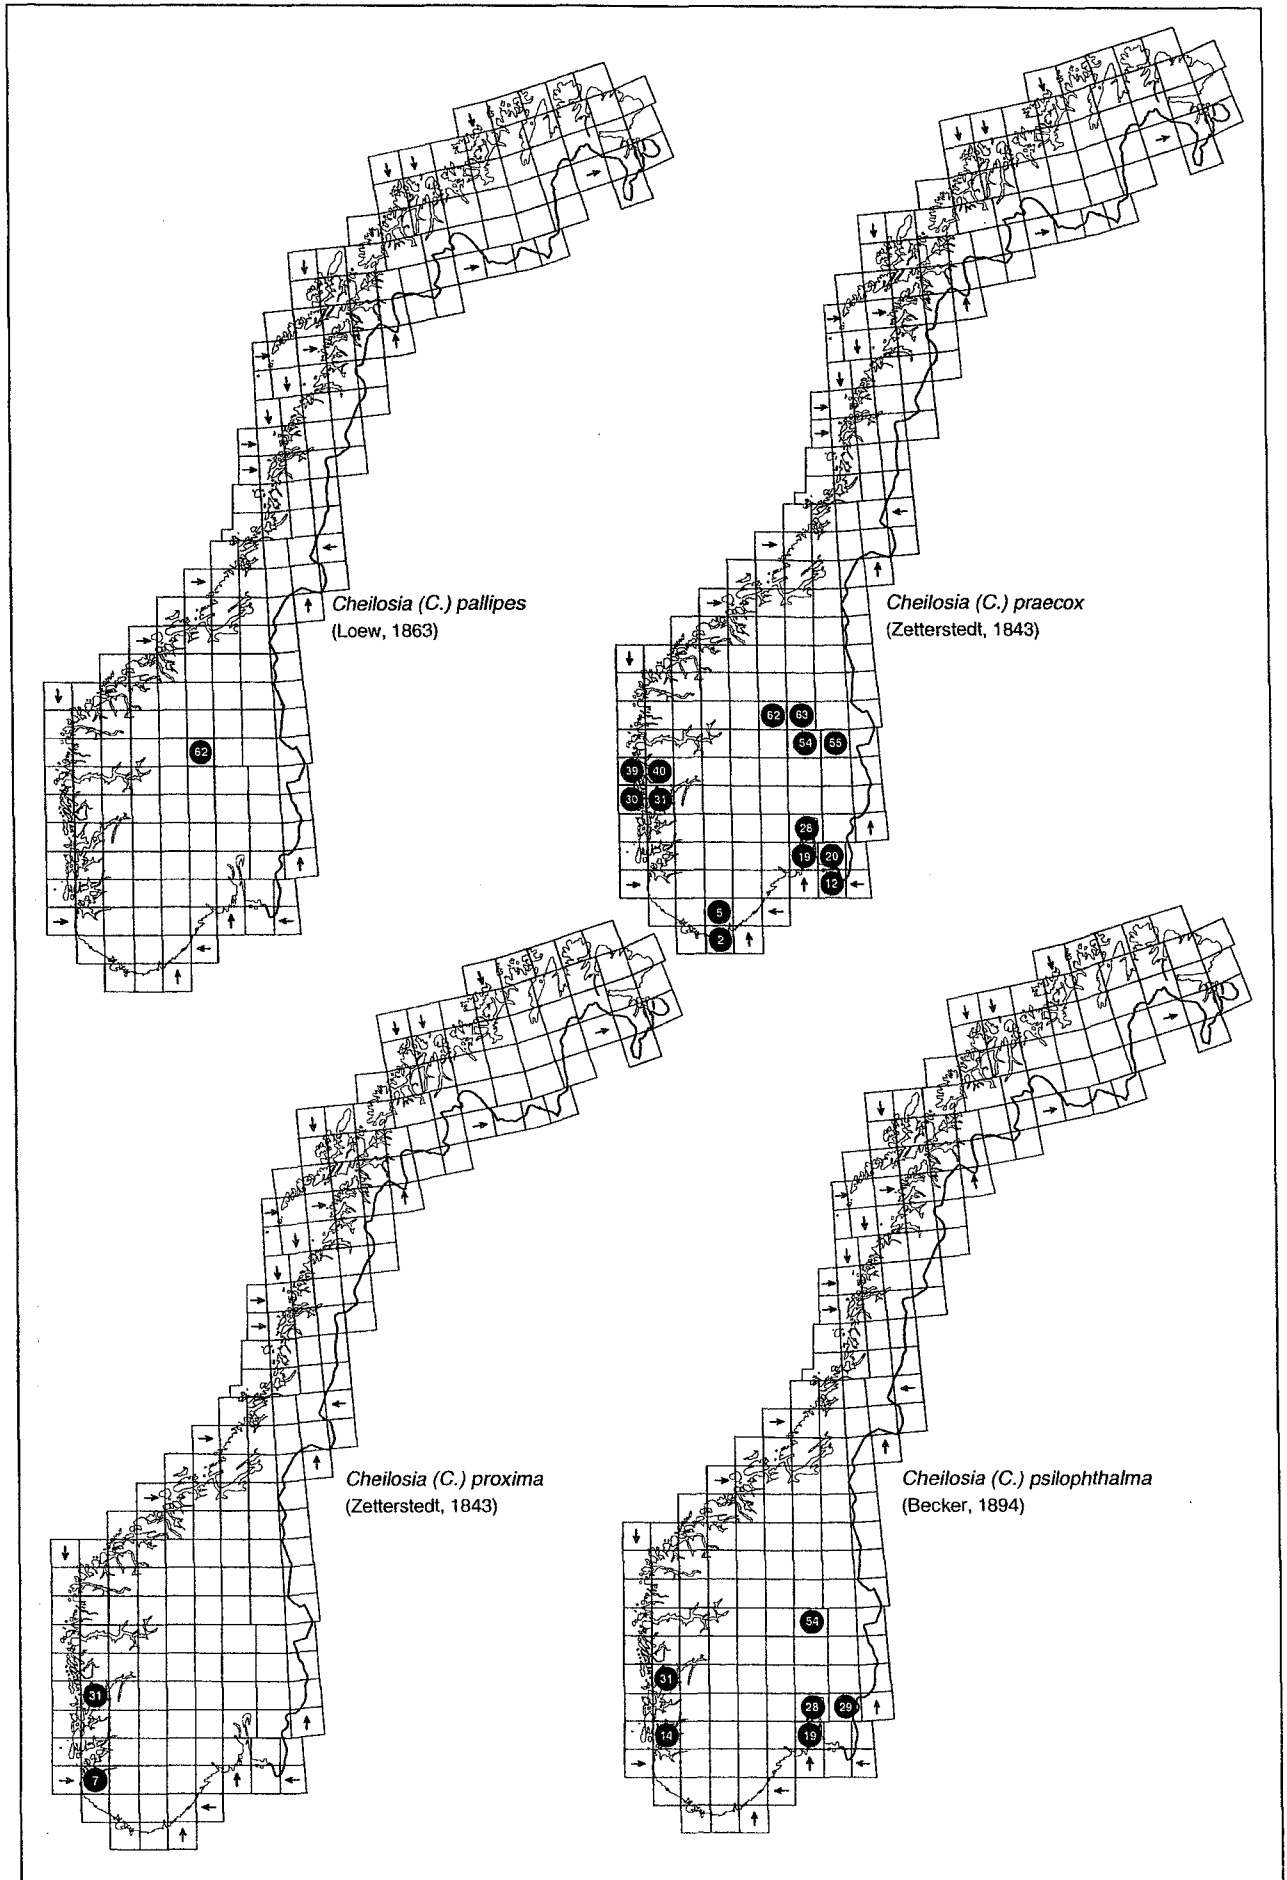 Cheilosia (C.) pallipes
(Loew, 1863)
62
Cheilosia (C.) praecox
(Zetterstedt, 1843)
62 63
54 55
39 40
30 31
28
19 20
12
5
2
Cheilosia (C.) proxima
(Zetterstedt, 1843)
31
7
Cheilosia (C.) psilophthalma
(Becker, 1894)
54
31
28 29
14 19